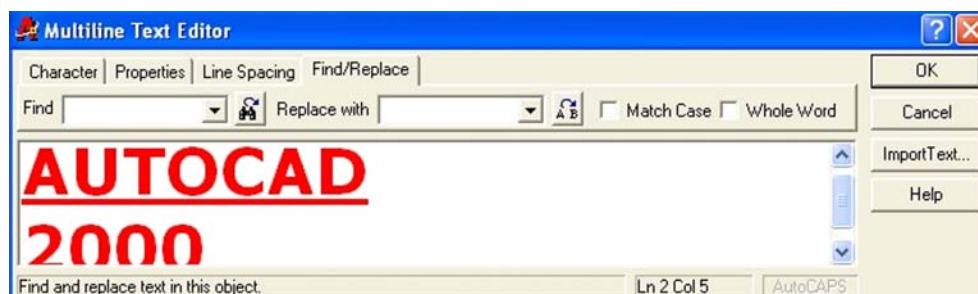 Multiline Text Editor
Character Properties Line Spacing Find/Replace
OK
Find Replace with Match Case Whole Word
Cancel
AUTOCAD
ImportText...
Help
2000
Find and replace text in this object. Ln 2 Col 5 AutoCAPS